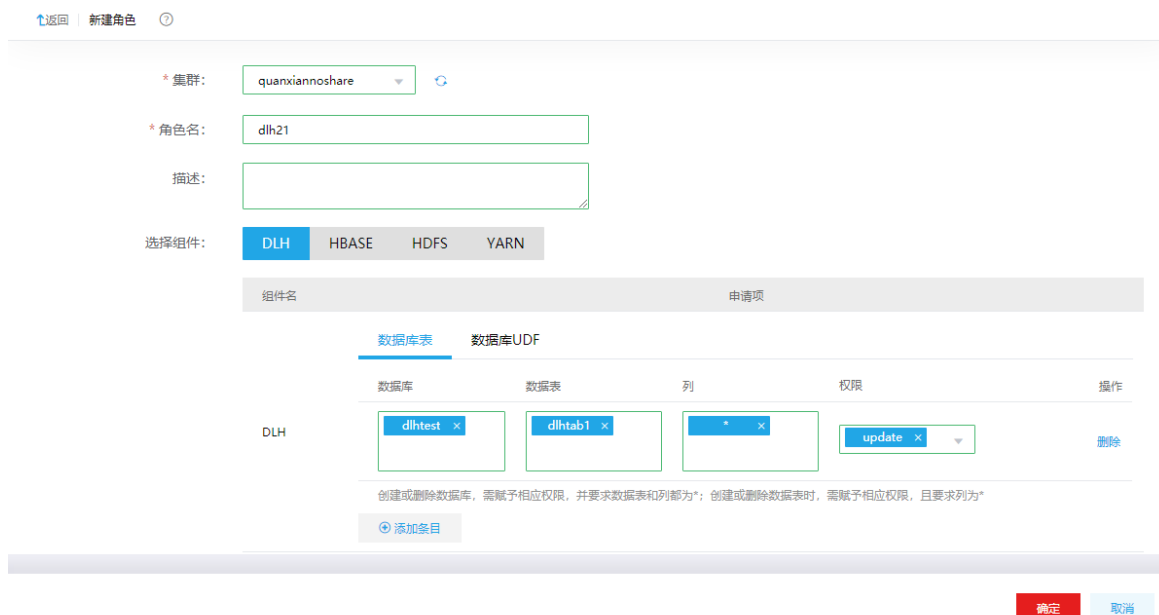 返回 新建角色 ?
* 集群： quanxiannoshare
* 角色名： dlh21
描述：
选择组件： DLH HBASE HDFS YARN
组件名 申请项
数据库表 数据库UDF
数据库 数据表 列 权限 操作
DLH dlhtest × dlhtab1 × * × update × 删除
创建或删除数据库，需赋予相应权限，并要求数据表和列都为*；创建或删除数据表时，需赋予相应权限，且要求列为*
添加条目
确定 取消